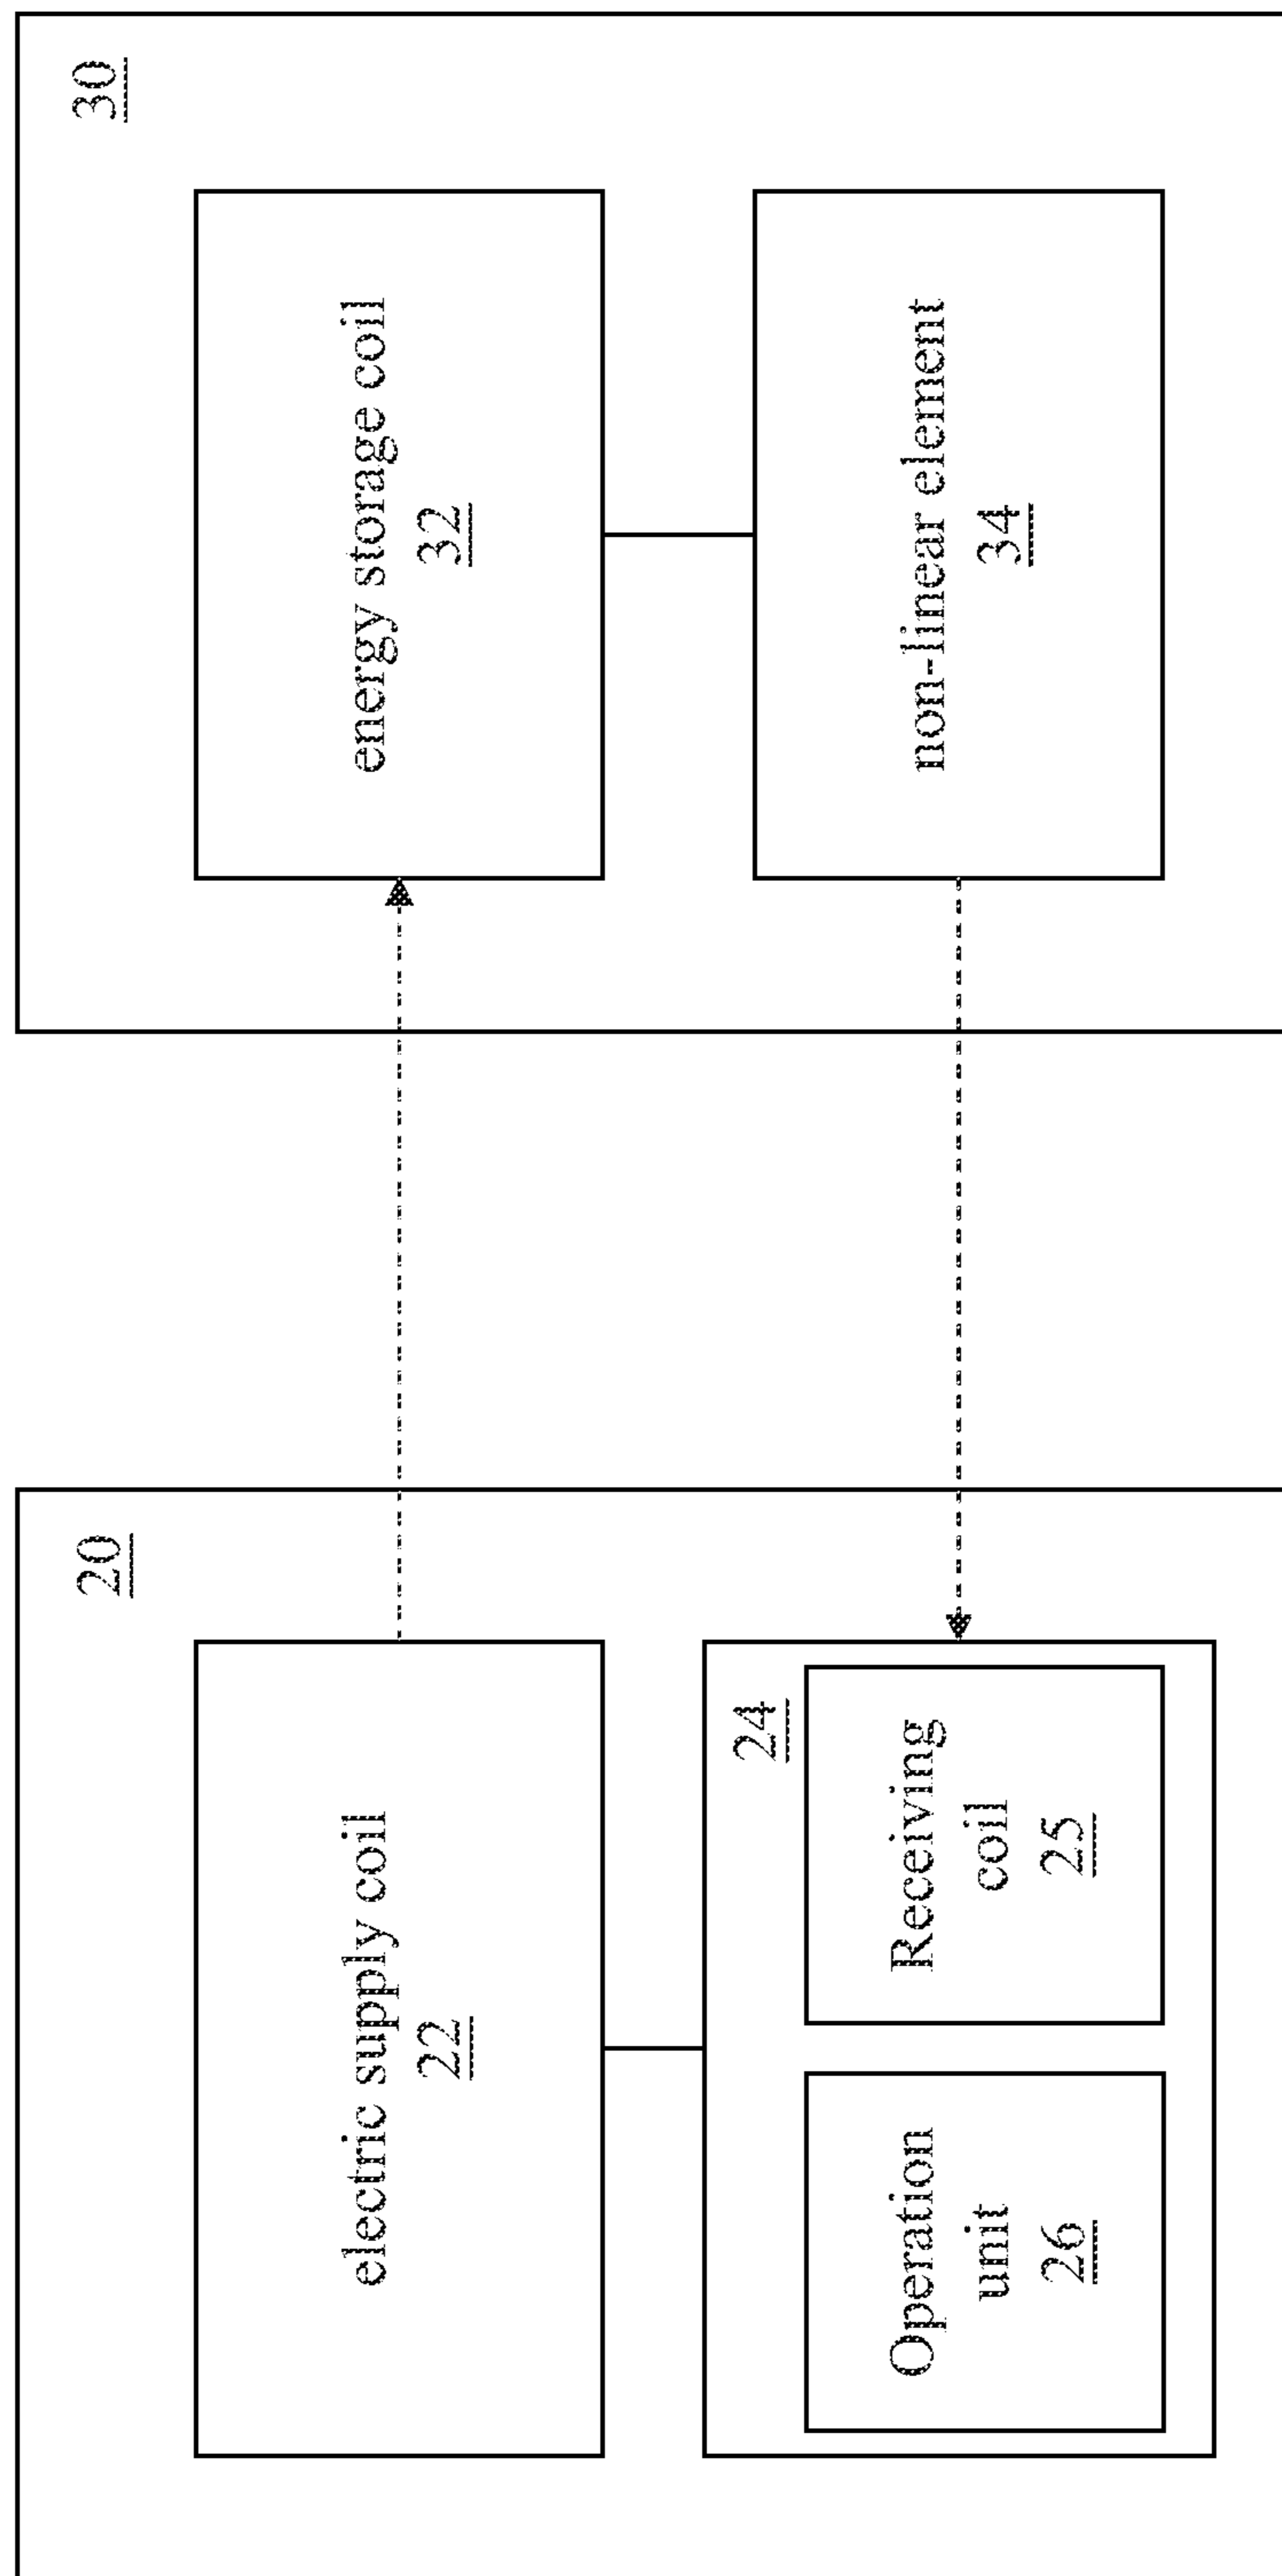 20
electric supply coil
22
24
Operation
unit
26
Receiving
coil
25
30
energy storage coil
32
non-linear element
34